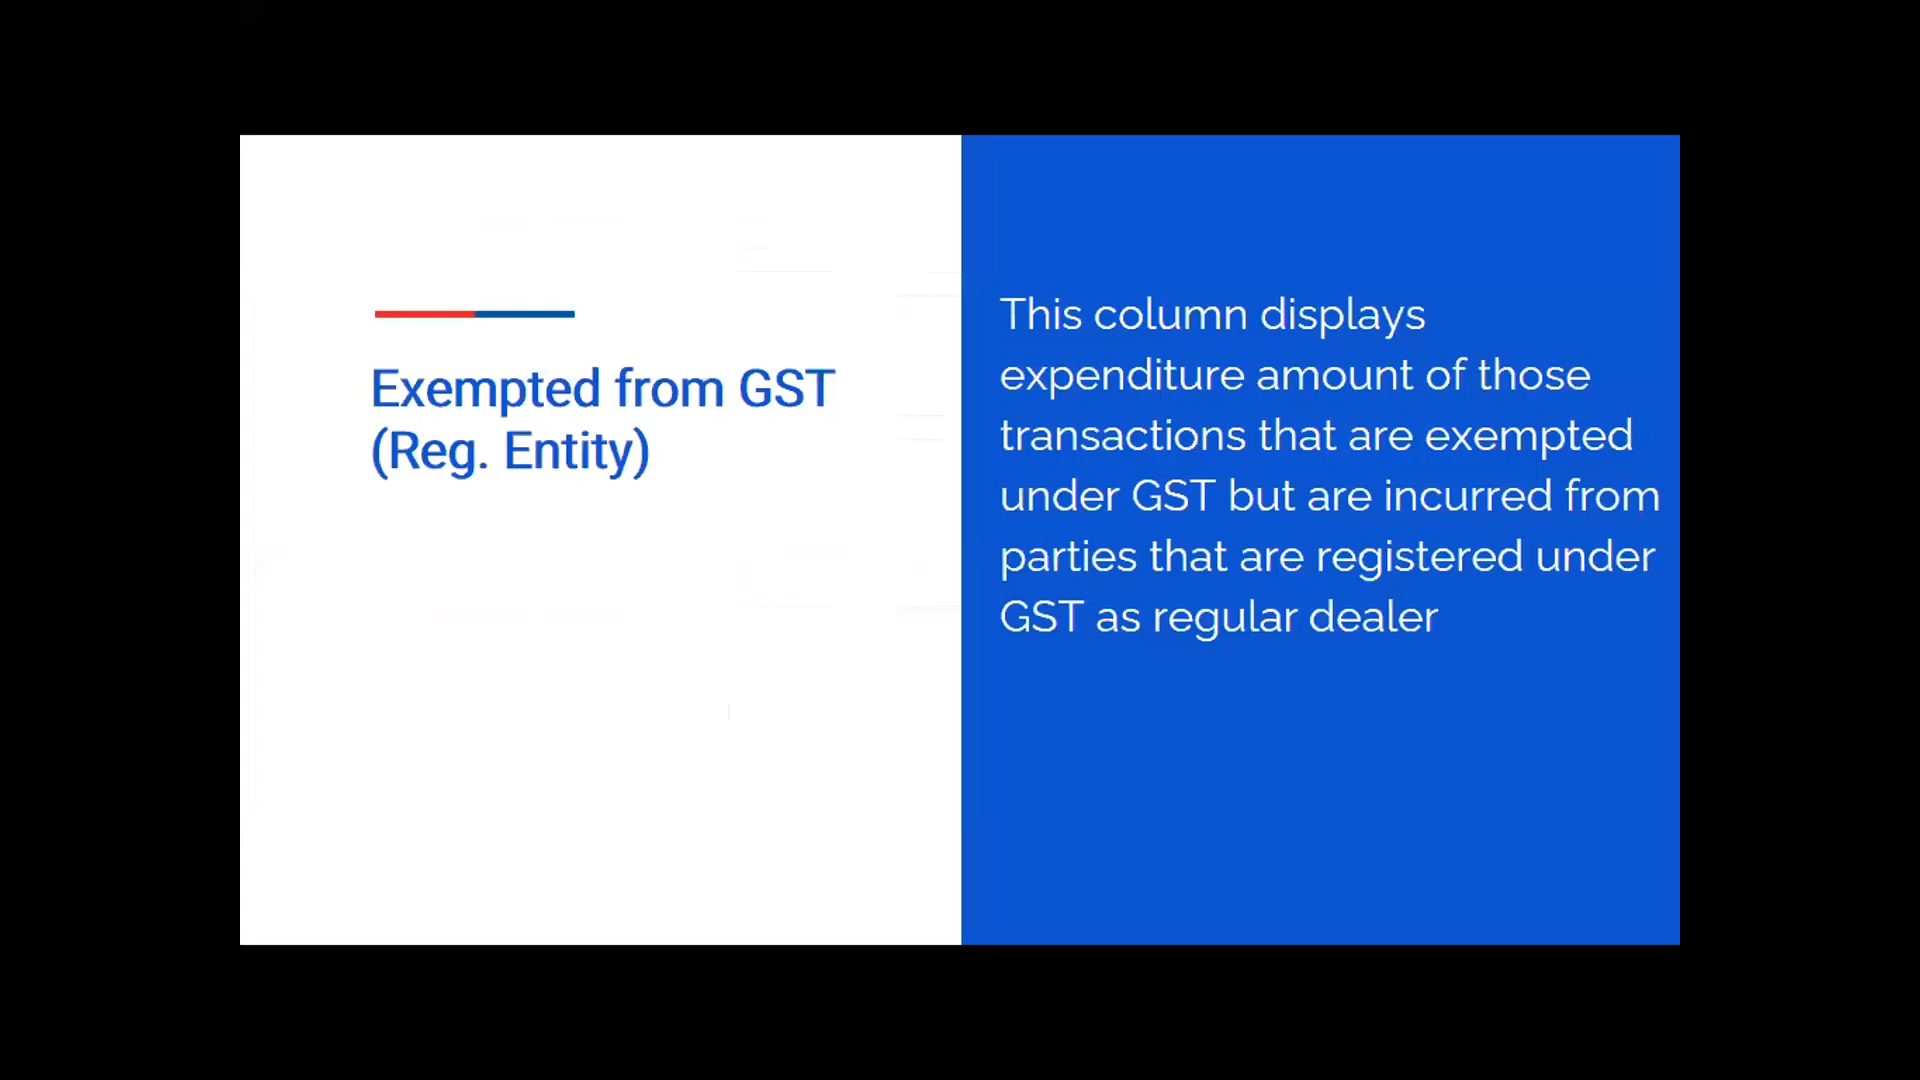 Exempted from GST
(Reg. Entity)
This column displays
expenditure amount of those
transactions that are exempted
under GST but are incurred from
parties that are registered under
GST as regular dealer